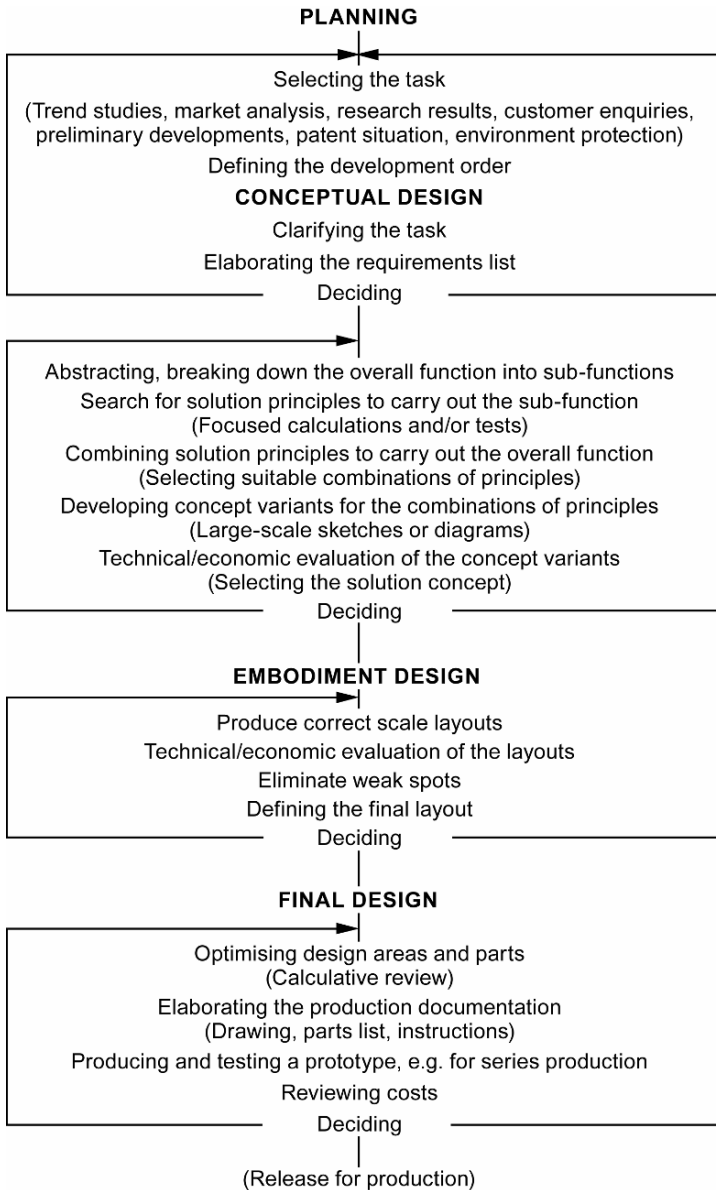 PLANNING
Selecting the task
(Trend studies, market analysis, research results, customer enquiries,
preliminary developments, patent situation, environment protection)
Defining the development order
CONCEPTUAL DESIGN
Clarifying the task
Elaborating the requirements list
Deciding
Abstracting, breaking down the overall function into sub-functions
Search for solution principles to carry out the sub-function
(Focused calculations and/or tests)
Combining solution principles to carry out the overall function
(Selecting suitable combinations of principles)
Developing concept variants for the combinations of principles
(Large-scale sketches or diagrams)
Technical/economic evaluation of the concept variants
(Selecting the solution concept)
Deciding
EMBODIMENT DESIGN
Produce correct scale layouts
Technical/economic evaluation of the layouts
Eliminate weak spots
Defining the final layout
Deciding
FINAL DESIGN
Optimising design areas and parts
(Calculative review)
Elaborating the production documentation
(Drawing, parts list, instructions)
Producing and testing a prototype, e.g. for series production
Reviewing costs
Deciding
(Release for production)